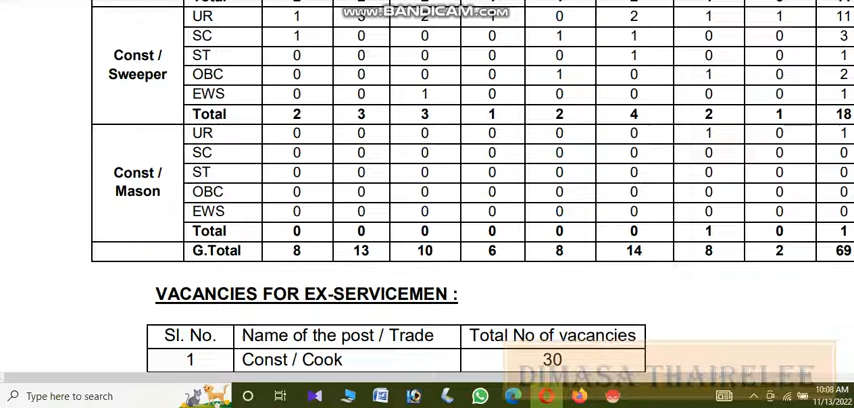 www.BANDICAM.com
UR 1 3 2 1 0 2 1 1 11
Const / Sweeper
SC 1 0 0 0 1 1 0 0 3
ST 0 0 0 0 0 1 0 0 1
OBC 0 0 0 0 1 0 1 0 2
EWS 0 0 1 0 0 0 0 0 1
Total 2 3 3 1 2 4 2 1 18
UR 0 0 0 0 0 0 1 0 1
SC 0 0 0 0 0 0 0 0 0
Const / Mason
ST 0 0 0 0 0 0 0 0 0
OBC 0 0 0 0 0 0 0 0 0
EWS 0 0 0 0 0 0 0 0 0
Total 0 0 0 0 0 0 1 0 1
G.Total 8 13 10 6 8 14 8 2 69
VACANCIES FOR EX-SERVICEMEN :
Sl. No. Name of the post / Trade Total No of vacancies
1 Const / Cook 30
DIMASA THAIRELEE
Type here to search
10:08 AM
11/13/2022